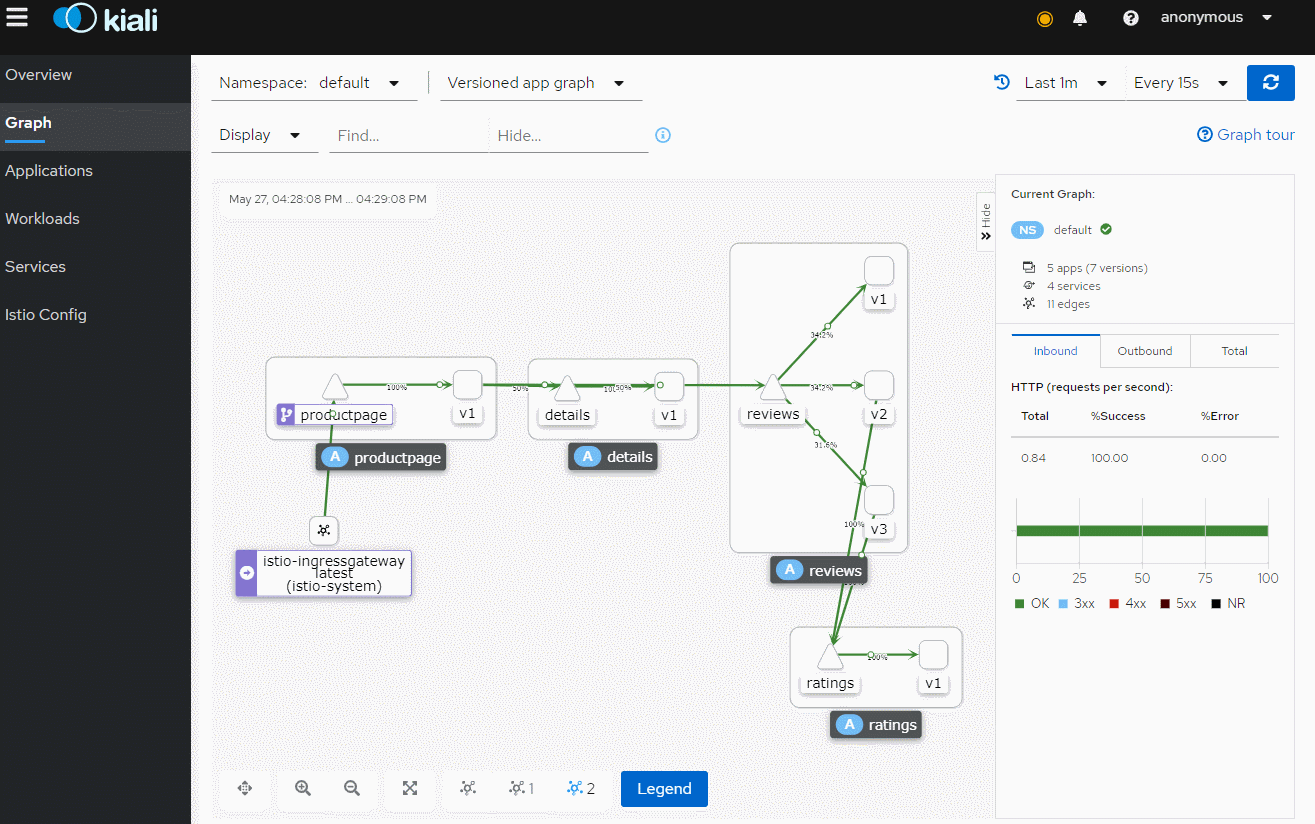 kiali
anonymous
Overview
Graph
Applications
Workloads
Services
Istio Config
Namespace: default
Versioned app graph
Last 1m
Every 15s
Display
Find...
Hide...
Graph tour
May 27, 04:28:08 PM ... 04:29:08 PM
Hide
34.2%
v1
100%
productpage
v1
A productpage
50%
details
50%
v1
A details
reviews
34.2%
v2
31.6%
100%
v3
A reviews
istio-ingressgateway
latest
(istio-system)
ratings
100%
v1
A ratings
1
2
Legend
Current Graph:
NS default
5 apps (7 versions)
4 services
11 edges
Inbound
Outbound
Total
HTTP (requests per second):
Total %Success %Error
0.84 100.00 0.00
0 25 50 75 100
OK 3xx 4xx 5xx NR